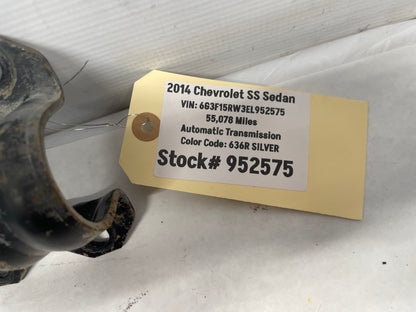 2014 Chevrolet SS Sedan
VIN: 6G3F15RW3EL952575
55,078 Miles
Automatic Transmission
Color Code: 636R SILVER
Stock# 952575